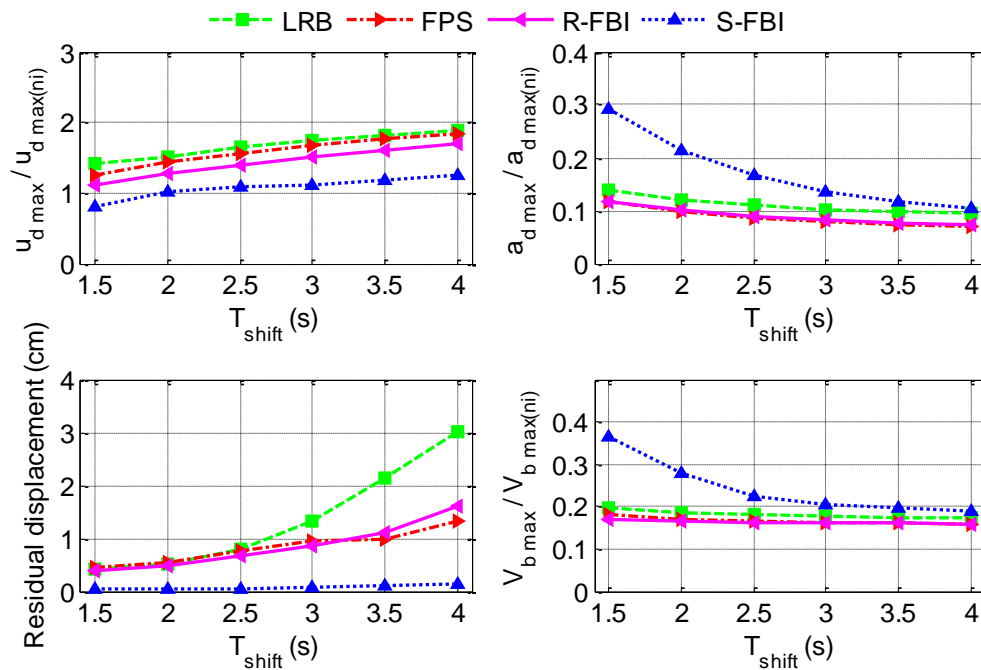 LRB FPS R-FBI S-FBI
u_d max / u_d max(ni)
3
2
1
0
1.5 2 2.5 3 3.5 4
T_shift (s)
a_d max / a_d max(ni)
0.4
0.3
0.2
0.1
0
1.5 2 2.5 3 3.5 4
T_shift (s)
Residual displacement (cm)
4
3
2
1
0
1.5 2 2.5 3 3.5 4
T_shift (s)
V_b max / V_b max(ni)
0.4
0.3
0.2
0.1
0
1.5 2 2.5 3 3.5 4
T_shift (s)